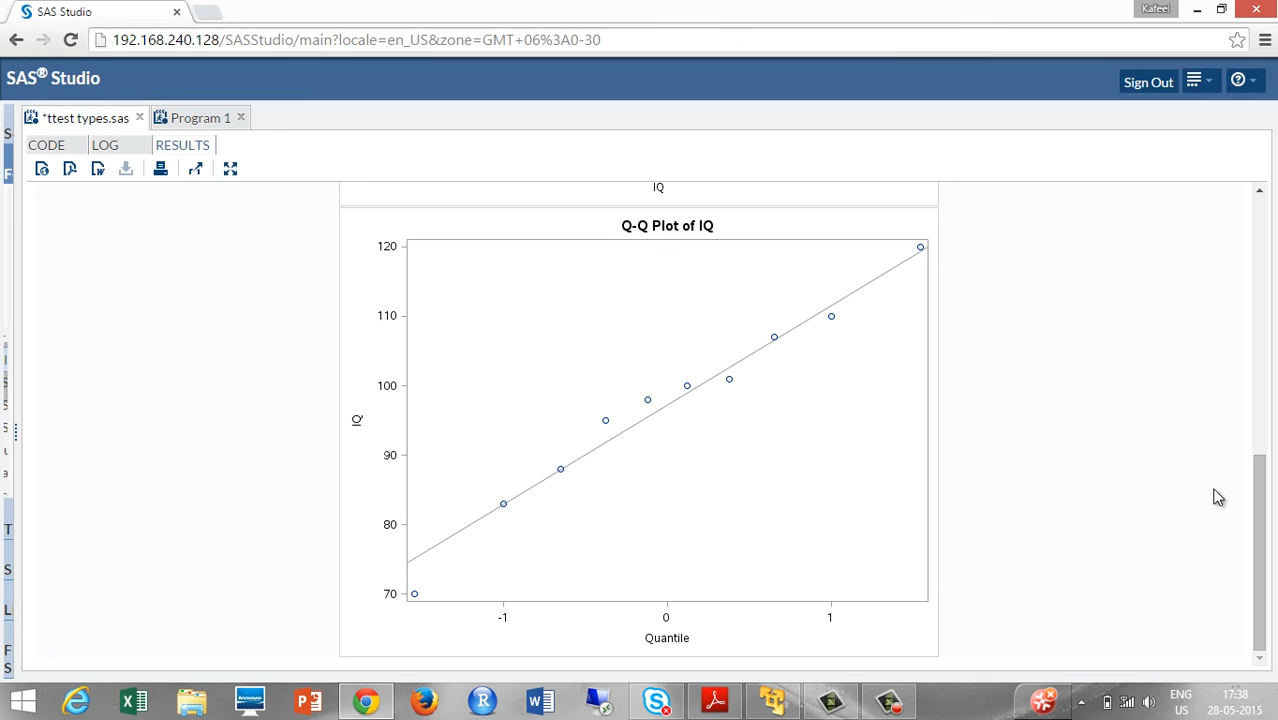 SAS Studio
Kafeel
192.168.240.128/SASStudio/main?locale=en_US&zone=GMT+06%3A0-30
SAS® Studio
Sign Out
*ttest types.sas
Program 1
CODE
LOG
RESULTS
IQ
Q-Q Plot of IQ
120
110
100
90
80
70
IQ
-1
0
1
Quantile
ENG
US
17:38
28-05-2015